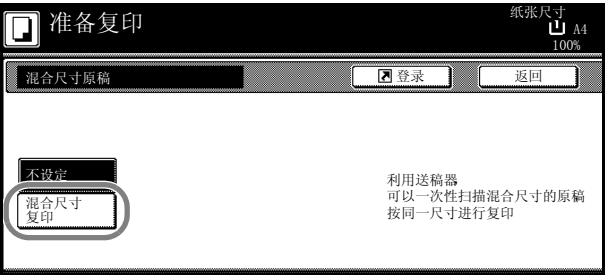 准备复印
纸张尺寸
A4
100%
混合尺寸原稿
登录
返回
不设定
混合尺寸
复印
利用送稿器
可以一次性扫描混合尺寸的原稿
按同一尺寸进行复印